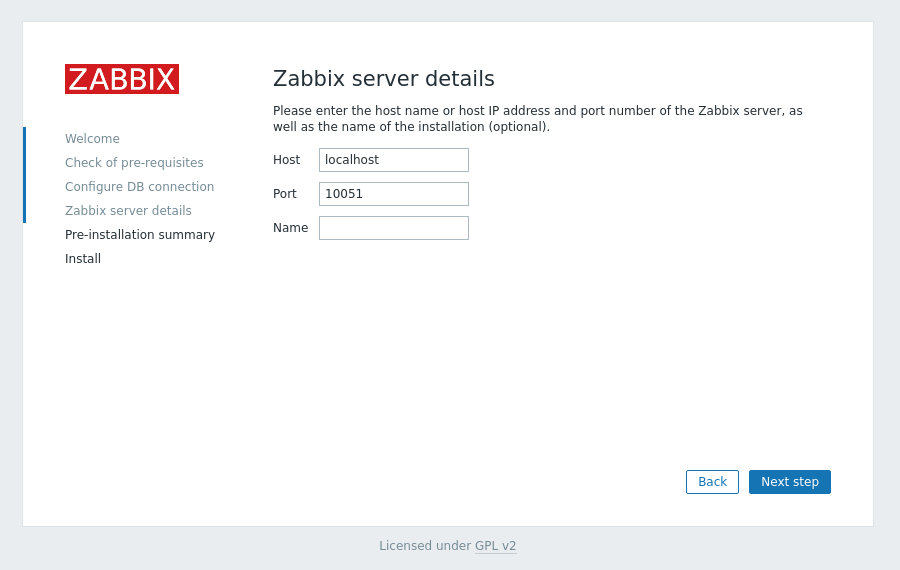 ZABBIX
Welcome
Check of pre-requisites
Configure DB connection
Zabbix server details
Pre-installation summary
Install
Zabbix server details
Please enter the host name or host IP address and port number of the Zabbix server, as
well as the name of the installation (optional).
Host localhost
Port 10051
Name
Back Next step
Licensed under GPL v2